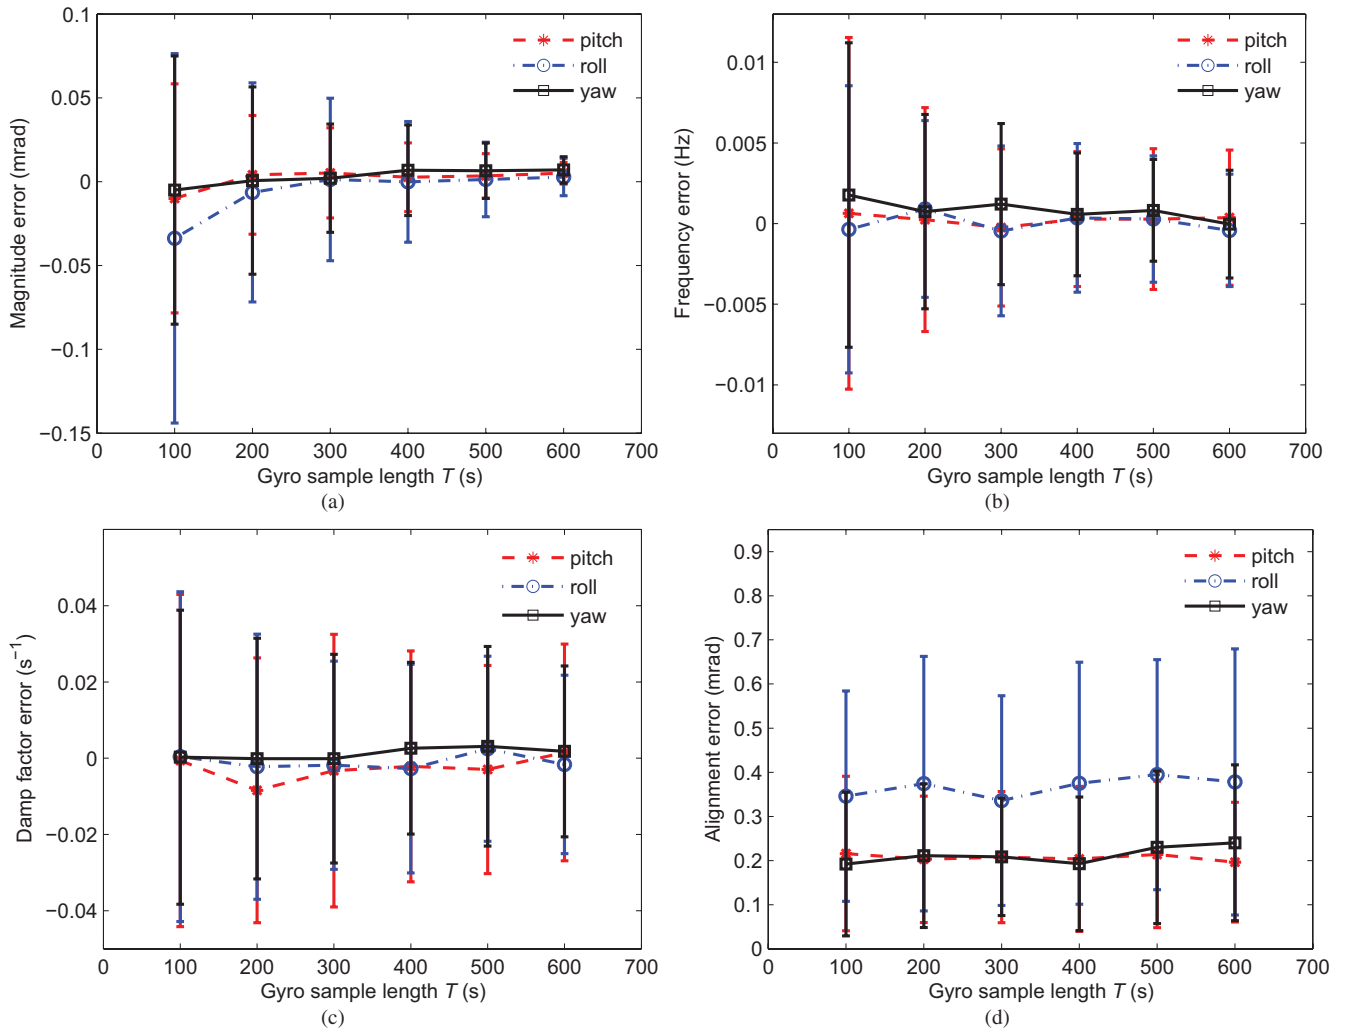 0.1
0.05
0
−0.05
−0.1
−0.15
Magnitude error (mrad)
pitch
roll
yaw
0 100 200 300 400 500 600 700
Gyro sample length T (s)
(a)
0.01
0.005
0
−0.005
−0.01
Frequency error (Hz)
pitch
roll
yaw
0 100 200 300 400 500 600 700
Gyro sample length T (s)
(b)
0.04
0.02
0
−0.02
−0.04
Damp factor error (s⁻¹)
pitch
roll
yaw
0 100 200 300 400 500 600 700
Gyro sample length T (s)
(c)
0.9
0.8
0.7
0.6
0.5
0.4
0.3
0.2
0.1
0
Alignment error (mrad)
pitch
roll
yaw
0 100 200 300 400 500 600 700
Gyro sample length T (s)
(d)